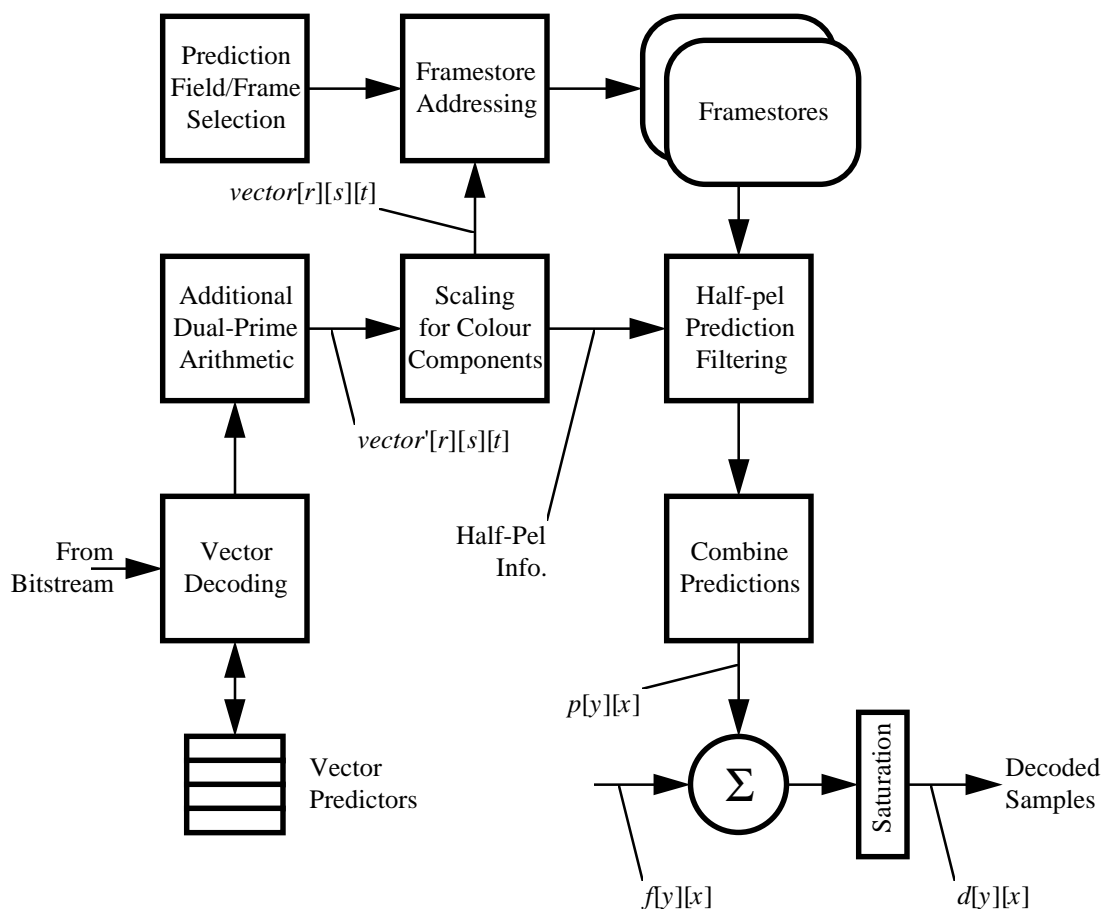 Prediction
Field/Frame
Selection
Framestore
Addressing
Framestores
vector[r][s][t]
Additional
Dual-Prime
Arithmetic
Scaling
for Colour
Components
Half-pel
Prediction
Filtering
vector'[r][s][t]
From
Bitstream
Vector
Decoding
Half-Pel
Info.
Combine
Predictions
p[y][x]
Vector
Predictors
Σ
Saturation
Decoded
Samples
f[y][x]
d[y][x]